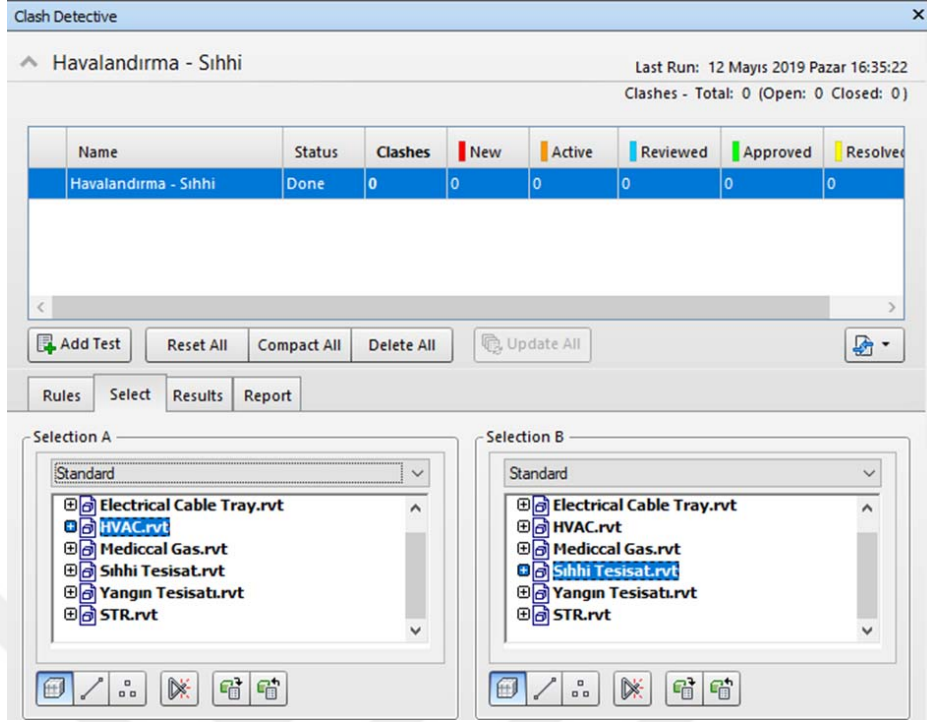 Clash Detective
Havalandırma - Sıhhi
Last Run: 12 Mayıs 2019 Pazar 16:35:22
Clashes - Total: 0 (Open: 0 Closed: 0)
Name Status Clashes New Active Reviewed Approved Resolved
Havalandırma - Sıhhi Done 0 0 0 0 0 0
Add Test Reset All Compact All Delete All Update All
Rules Select Results Report
Selection A
Standard
Electrical Cable Tray.rvt
HVAC.rvt
Mediccal Gas.rvt
Sıhhi Tesisat.rvt
Yangın Tesisatı.rvt
STR.rvt
Selection B
Standard
Electrical Cable Tray.rvt
HVAC.rvt
Mediccal Gas.rvt
Sıhhi Tesisat.rvt
Yangın Tesisatı.rvt
STR.rvt